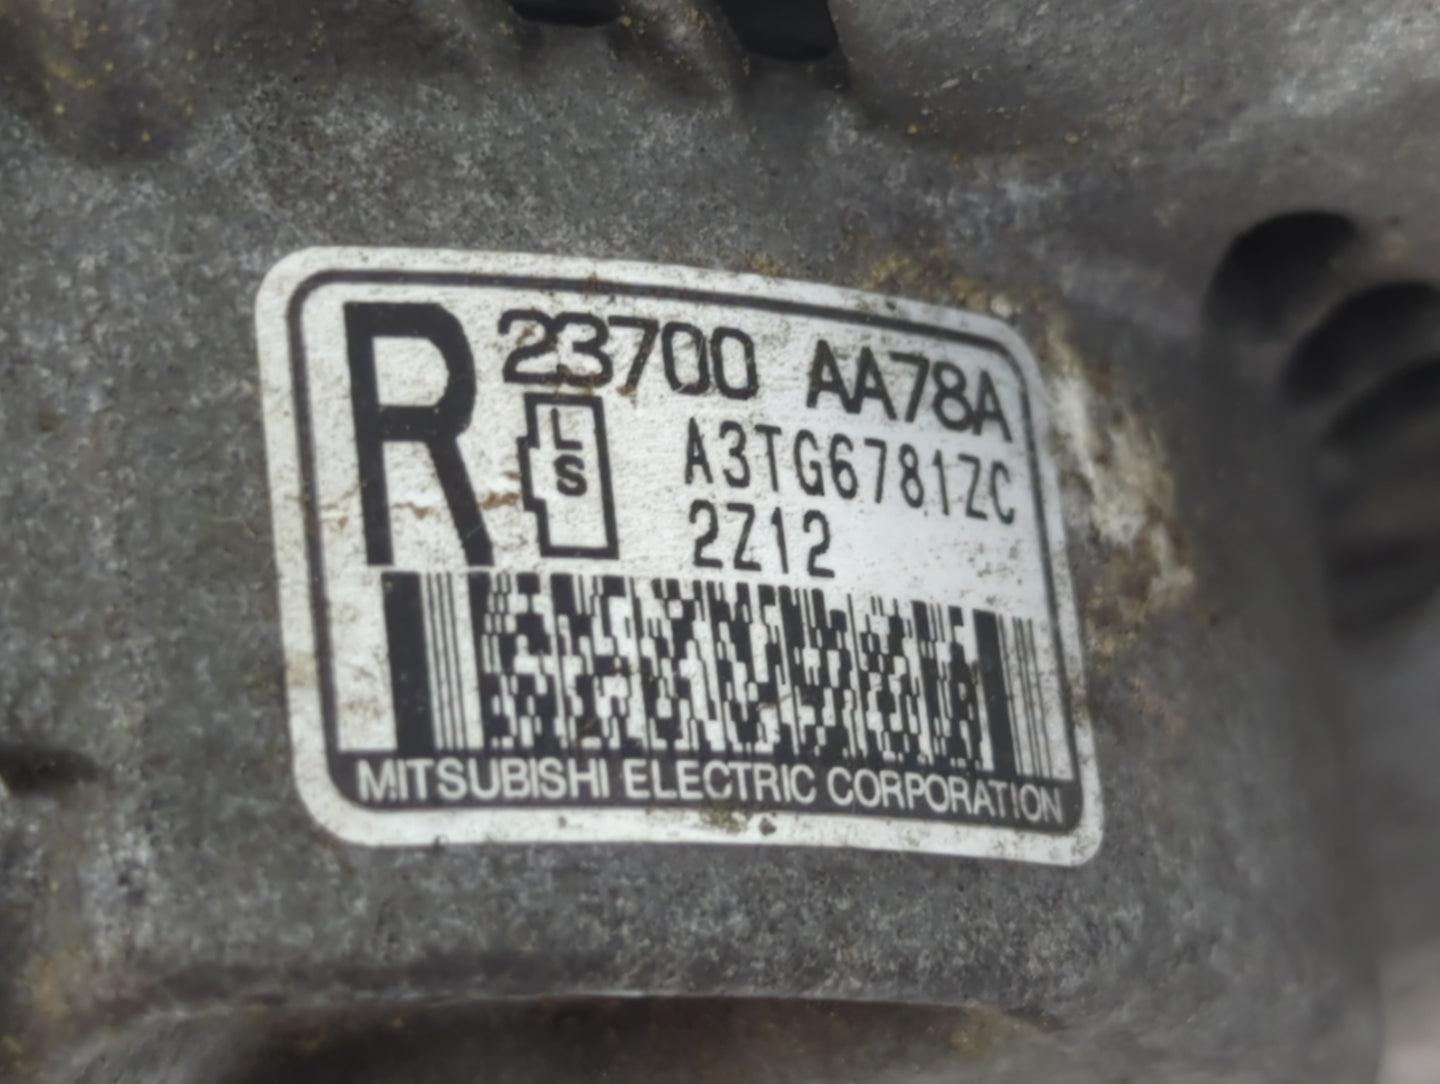 R 23700 AA78A
L
S
A3TG6781ZC
2Z12
MITSUBISHI ELECTRIC CORPORATION